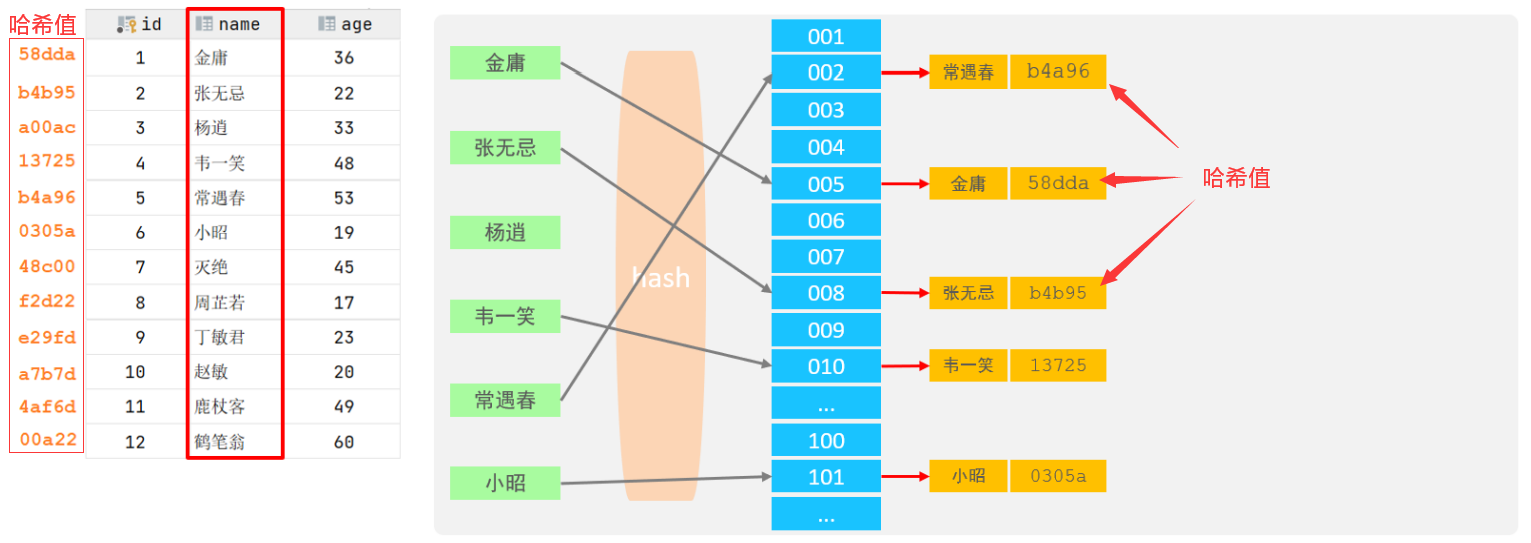 哈希值 id name age
58dda 1 金庸 36
b4b95 2 张无忌 22
a00ac 3 杨逍 33
13725 4 韦一笑 48
b4a96 5 常遇春 53
0305a 6 小昭 19
48c00 7 灭绝 45
f2d22 8 周芷若 17
e29fd 9 丁敏君 23
a7b7d 10 赵敏 20
4af6d 11 鹿杖客 49
00a22 12 鹤笔翁 60
金庸
张无忌
杨逍
韦一笑
常遇春
小昭
hash
001
002
003
004
005
006
007
008
009
010
...
100
101
...
常遇春 b4a96
金庸 58dda
张无忌 b4b95
韦一笑 13725
小昭 0305a
哈希值